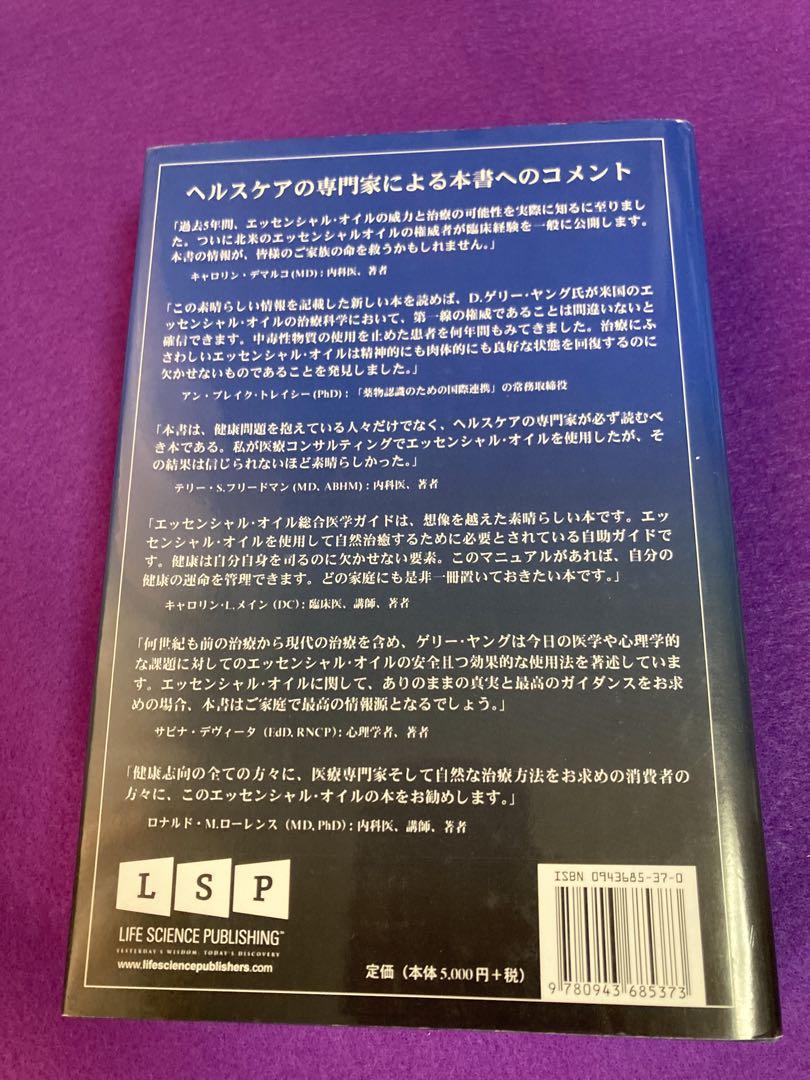 ヘルスケアの専門家による本書へのコメント
「過去5年間、エッセンシャル・オイルの威力と治療の可能性を実際に知るに至りまし
た。ついに北米のエッセンシャルオイルの権威者が臨床経験を一般に公開します。
本書の情報が、皆様のご家族の命を救うかもしれません。」
キャロリン・デマルコ(MD):内科医、著者
「この素晴らしい情報を記載した新しい本を読めば、D.ゲリー・ヤング氏が米国のエ
ッセンシャル・オイルの治療科学において、第一線の権威であることは間違いないと
確信できます。中毒性物質の使用を止めた患者を何年間もみてきました。治療にふ
さわしいエッセンシャル・オイルは精神的にも肉体的にも良好な状態を回復するのに
欠かせないものであることを発見しました。」
アン・ブレイク・トレイシー(PhD):「薬物認識のための国際連携」の常務取締役
「本書は、健康問題を抱えている人々だけでなく、ヘルスケアの専門家が必ず読むべ
き本である。私が医療コンサルティングでエッセンシャル・オイルを使用したが、そ
の結果は信じられないほど素晴らしかった。」
テリー・S.フリードマン(MD, ABHM):内科医、著者
「エッセンシャル・オイル総合医学ガイドは、想像を越えた素晴らしい本です。エッ
センシャル・オイルを使用して自然治癒するために必要とされている自助ガイドで
す。健康は自分自身を司るのに欠かせない要素。このマニュアルがあれば、自分の
健康の運命を管理できます。どの家庭にも是非一冊置いておきたい本です。」
キャロリン・L.メイン(DC):臨床医、講師、著者
「何世紀も前の治療から現代の治療を含め、ゲリー・ヤングは今日の医学や心理学的
な課題に対してのエッセンシャル・オイルの安全且つ効果的な使用法を著述していま
す。エッセンシャル・オイルに関して、ありのままの真実と最高のガイダンスをお求
めの場合、本書はご家庭で最高の情報源となるでしょう。」
サビナ・デヴィータ(EdD, RNCP):心理学者、著者
「健康志向の全ての方々に、医療専門家そして自然な治療方法をお求めの消費者の
方々に、このエッセンシャル・オイルの本をお勧めします。」
ロナルド・M.ローレンス(MD, PhD):内科医、講師、著者
L S P
LIFE SCIENCE PUBLISHING™
YESTERDAY'S WISDOM, TODAY'S DISCOVERY
www.lifesciencepublishers.com
定価(本体5,000円+税)
ISBN 0943685-37-0
9 780943 685373